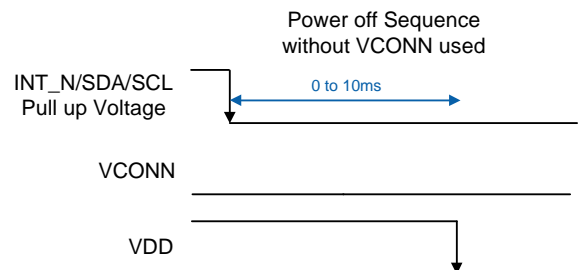 Power off Sequence
without VCONN used
INT_N/SDA/SCL
Pull up Voltage
0 to 10ms
VCONN
VDD